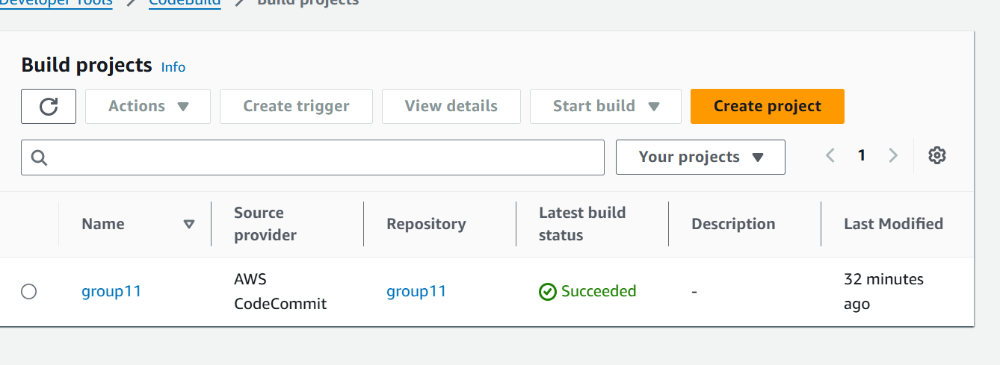 Developer Tools CodeBuild Build projects
Build projects Info
Actions Create trigger View details Start build Create project
Your projects 1
Name Source provider Repository Latest build status Description Last Modified
group11 AWS CodeCommit group11 Succeeded - 32 minutes ago